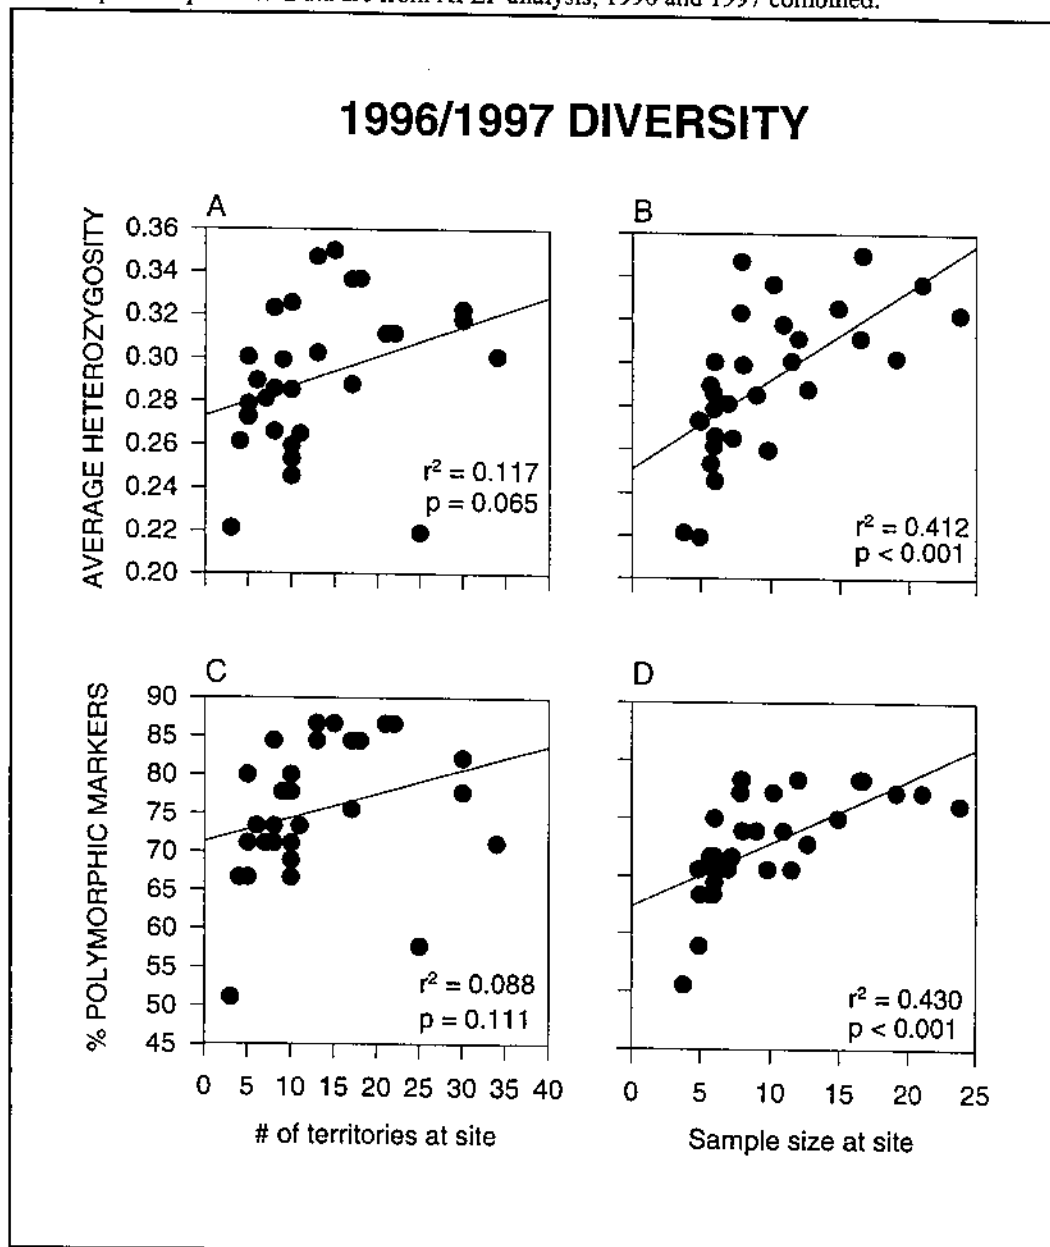 1996 and 1997 combined.
1996/1997 DIVERSITY
A
AVERAGE HETEROZYGOSITY
0.36
0.34
0.32
0.30
0.28
0.26
0.24
0.22
0.20
r² = 0.117
p = 0.065
B
r² = 0.412
p < 0.001
C
% POLYMORPHIC MARKERS
90
85
80
75
70
65
60
55
50
45
r² = 0.088
p = 0.111
0 5 10 15 20 25 30 35 40
# of territories at site
D
r² = 0.430
p < 0.001
0 5 10 15 20 25
Sample size at site